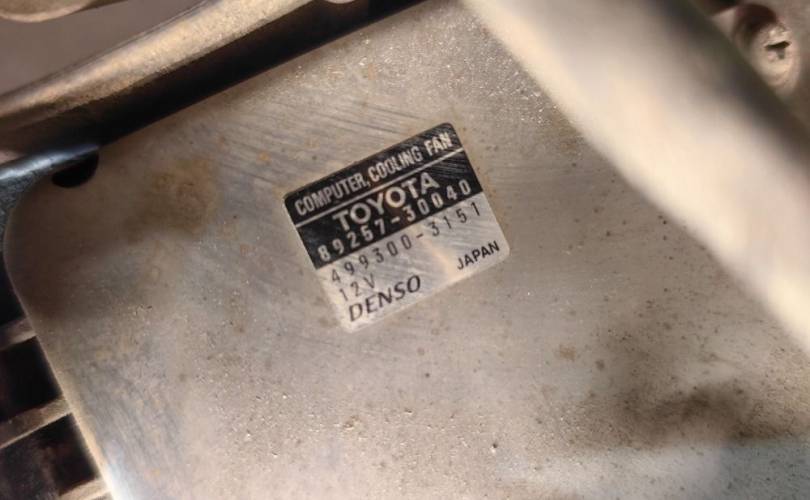 COMPUTER, COOLING FAN
TOYOTA
89257-30040
499300-3151
12V
DENSO JAPAN